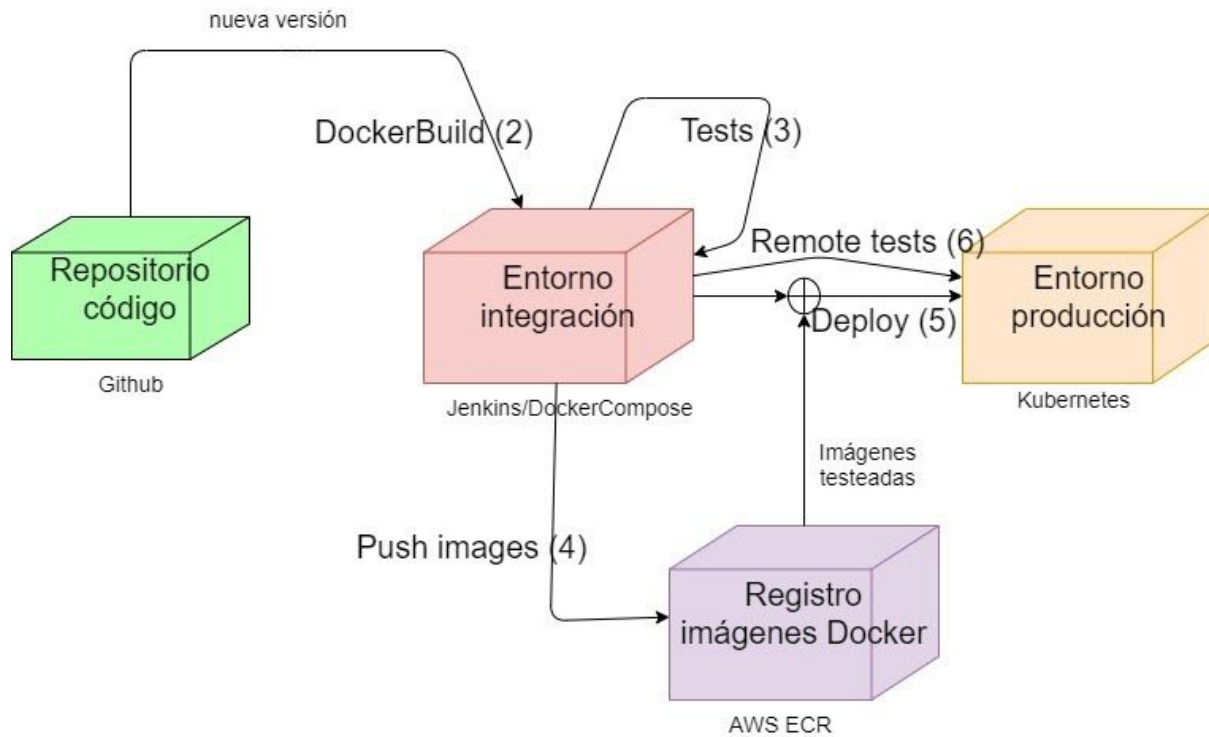 nueva versión
DockerBuild (2)
Tests (3)
Repositorio
código
Github
Entorno
integración
Jenkins/DockerCompose
Remote tests (6)
Deploy (5)
Entorno
producción
Kubernetes
Imágenes
testeadas
Push images (4)
Registro
imágenes Docker
AWS ECR